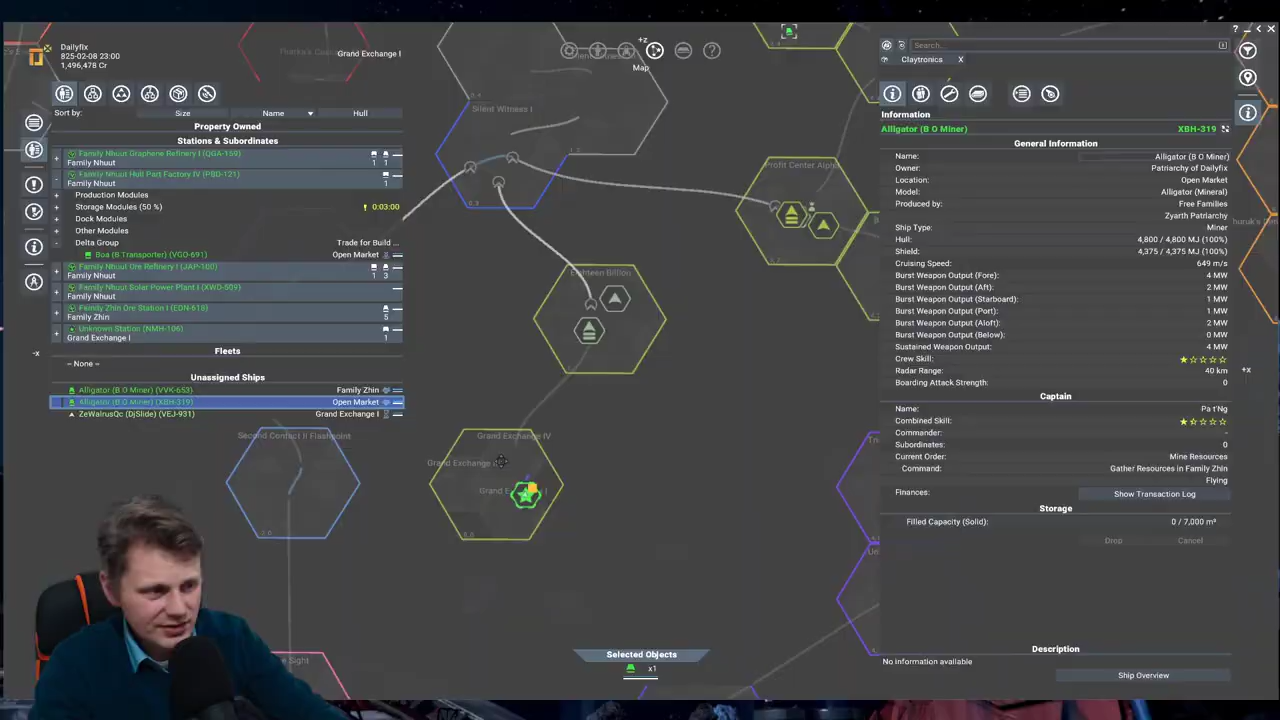 Dailyfix
825-02-08 23:00
1,496,478 Cr
Grand Exchange I
+z
Map
? – < ×
Search...
Claytronics X
Sort by: Size Name Hull
Property Owned
Stations & Subordinates
+ Family Nhuut Graphene Refinery I (QGA-159)
Family Nhuut 1 1
- Family Nhuut Hull Part Factory IV (PBD-121)
Family Nhuut 1
+ Production Modules
+ Storage Modules (50 %) 0:03:00
+ Dock Modules
+ Other Modules
- Delta Group Trade for Build ...
Boa (B Transporter) (VGO-691) Open Market
+ Family Nhuut Ore Refinery I (JAP-160)
Family Nhuut 1 3
+ Family Nhuut Solar Power Plant I (XWD-509)
Family Nhuut
+ Family Zhin Ore Station I (EON-618)
Family Zhin 5
+ Unknown Station (NMH-106)
Grand Exchange I 1
Fleets
-- None --
Unassigned Ships
Alligator (B O Miner) (VVK-653) Family Zhin
Alligator (B O Miner) (XBH-319) Open Market
ZeWalrusQc (DjSlide) (VEJ-931) Grand Exchange I
-x
Silent Witness I
Profit Center Alpha
Eighteen Billion
Second Contact II Flashpoint
Grand Exchange IV
Grand Exchange
Grand
+x
Selected Objects
x1
Information
Alligator (B O Miner) XBH-319
General Information
Name: Alligator (B O Miner)
Owner: Patriarchy of Dailyfix
Location: Open Market
Model: Alligator (Mineral)
Produced by: Free Families
Zyarth Patriarchy
Ship Type: Miner
Hull: 4,800 / 4,800 MJ (100%)
Shield: 4,375 / 4,375 MJ (100%)
Cruising Speed: 649 m/s
Burst Weapon Output (Fore): 4 MW
Burst Weapon Output (Aft): 2 MW
Burst Weapon Output (Starboard): 1 MW
Burst Weapon Output (Port): 1 MW
Burst Weapon Output (Aloft): 2 MW
Burst Weapon Output (Below): 0 MW
Sustained Weapon Output: 4 MW
Crew Skill: ★☆☆☆☆
Radar Range: 40 km
Boarding Attack Strength: 0
Captain
Name: Pa t'Ng
Combined Skill: ★☆☆☆☆
Commander: -
Subordinates: 0
Current Order: Mine Resources
Command: Gather Resources in Family Zhin
Flying
Finances: Show Transaction Log
Storage
Filled Capacity (Solid): 0 / 7,000 m³
Drop Cancel
Description
No information available
Ship Overview